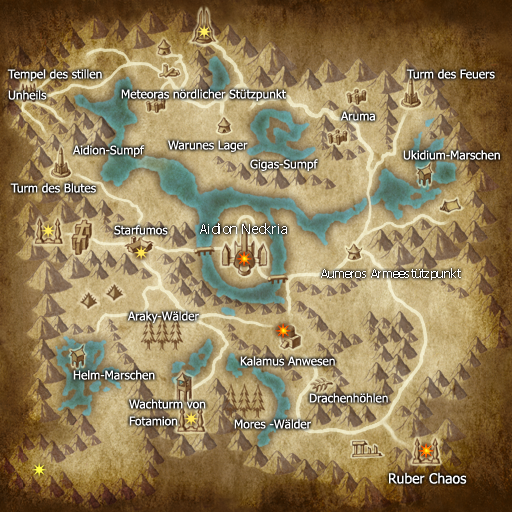 Tempel des stillen
Unheils
Turm des Feuers
Meteoras nördlicher Stützpunkt
Aruma
Warunes Lager
Aidion-Sumpf
Gigas-Sumpf
Ukidium-Marschen
Turm des Blutes
Starfumos
Aidion Neckria
Aumeros Armeestützpunkt
Araky-Wälder
Kalamus Anwesen
Helm-Marschen
Drachenhöhlen
Wachturm von
Fotamion
Mores -Wälder
Ruber Chaos